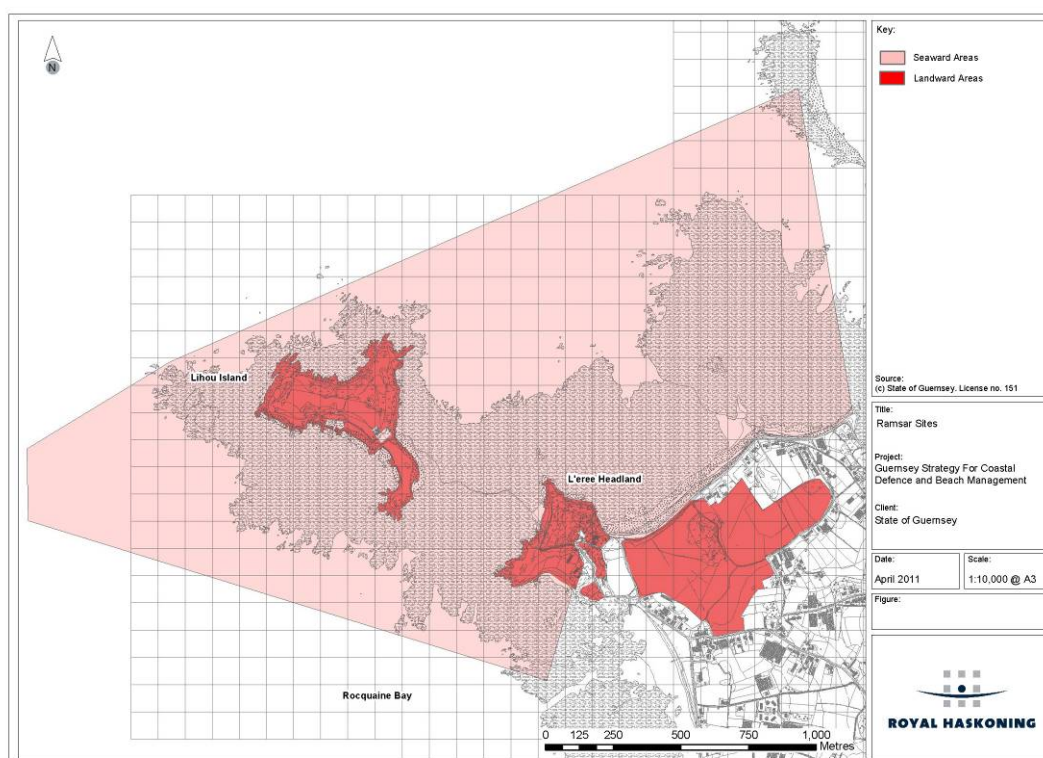 N
Lihou Island
L'eree Headland
Rocquaine Bay
0 125 250 500 750 1,000
Metres
Key:
Seaward Areas
Landward Areas
Source:
(c) State of Guernsey. License no. 151
Title:
Ramsar Sites
Project:
Guernsey Strategy For Coastal
Defence and Beach Management
Client:
State of Guernsey
Date:
April 2011
Scale:
1:10,000 @ A3
Figure:
ROYAL HASKONING